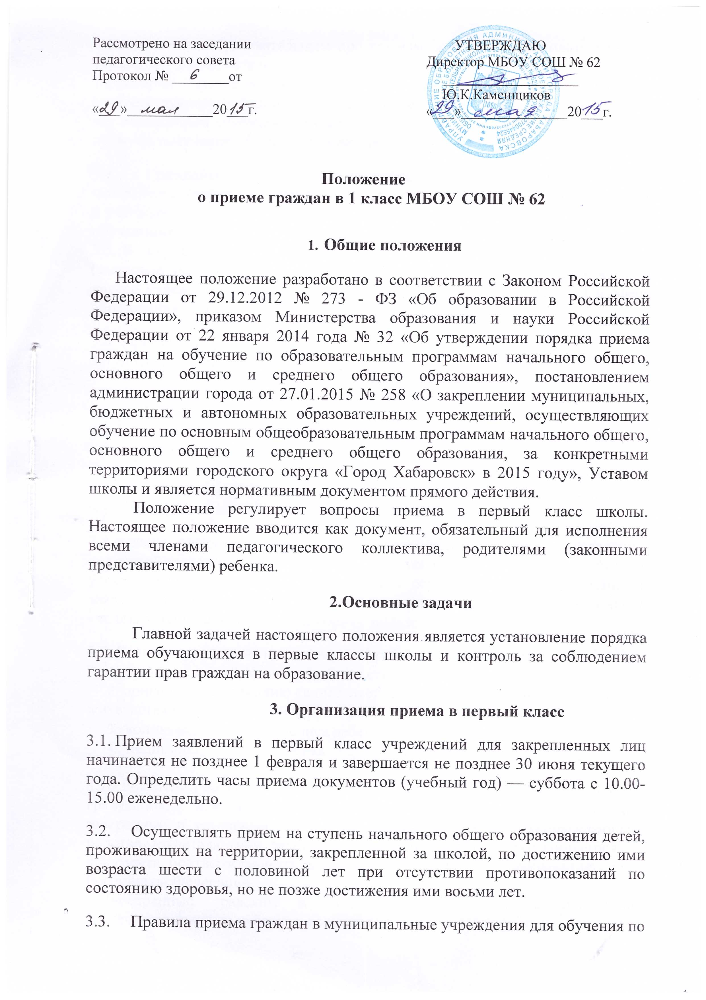 Рассмотрено на заседании
педагогического совета
Протокол № 6 от
«29» мая 2015 г.
УТВЕРЖДАЮ
Директор МБОУ СОШ № 62
Ю.К.Каменщиков
«29» мая 2015 г.
Положение
о приеме граждан в 1 класс МБОУ СОШ № 62
1. Общие положения
Настоящее положение разработано в соответствии с Законом Российской
Федерации от 29.12.2012 № 273 - ФЗ «Об образовании в Российской
Федерации», приказом Министерства образования и науки Российской
Федерации от 22 января 2014 года № 32 «Об утверждении порядка приема
граждан на обучение по образовательным программам начального общего,
основного общего и среднего общего образования», постановлением
администрации города от 27.01.2015 № 258 «О закреплении муниципальных,
бюджетных и автономных образовательных учреждений, осуществляющих
обучение по основным общеобразовательным программам начального общего,
основного общего и среднего общего образования, за конкретными
территориями городского округа «Город Хабаровск» в 2015 году», Уставом
школы и является нормативным документом прямого действия.
Положение регулирует вопросы приема в первый класс школы.
Настоящее положение вводится как документ, обязательный для исполнения
всеми членами педагогического коллектива, родителями (законными
представителями) ребенка.
2.Основные задачи
Главной задачей настоящего положения является установление порядка
приема обучающихся в первые классы школы и контроль за соблюдением
гарантии прав граждан на образование.
3. Организация приема в первый класс
3.1. Прием заявлений в первый класс учреждений для закрепленных лиц
начинается не позднее 1 февраля и завершается не позднее 30 июня текущего
года. Определить часы приема документов (учебный год) — суббота с 10.00-
15.00 еженедельно.
3.2. Осуществлять прием на ступень начального общего образования детей,
проживающих на территории, закрепленной за школой, по достижению ими
возраста шести с половиной лет при отсутствии противопоказаний по
состоянию здоровья, но не позже достижения ими восьми лет.
3.3. Правила приема граждан в муниципальные учреждения для обучения по